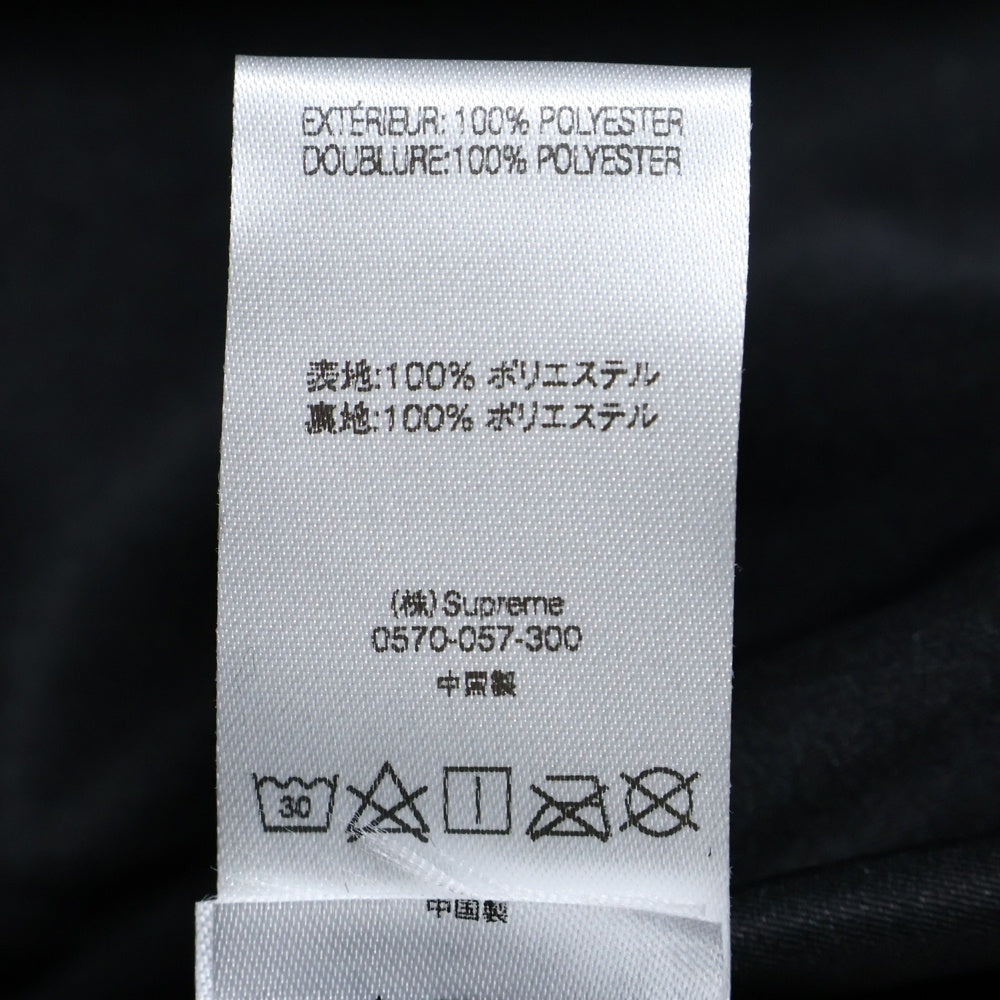 EXTÉRIEUR: 100% POLYESTER
DOUBLURE:100% POLYESTER
表地:100% ポリエステル
裏地:100% ポリエステル
(株)Supreme
0570-057-300
中国製
30
中国製